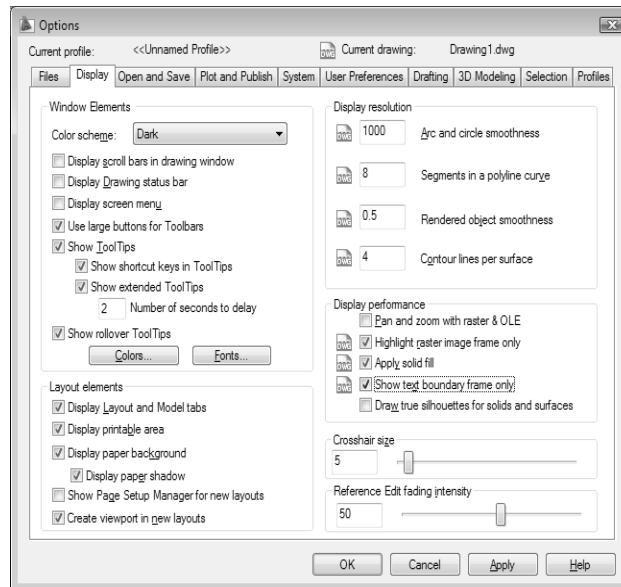 Options
Current profile: <<Unnamed Profile>> Current drawing: Drawing1.dwg
Files Display Open and Save Plot and Publish System User Preferences Drafting 3D Modeling Selection Profiles
Window Elements
Color scheme: Dark
Display scroll bars in drawing window
Display Drawing status bar
Display screen menu
Use large buttons for Toolbars
Show ToolTips
Show shortcut keys in ToolTips
Show extended ToolTips
2 Number of seconds to delay
Show rollover ToolTips
Colors... Fonts...
Layout elements
Display Layout and Model tabs
Display printable area
Display paper background
Display paper shadow
Show Page Setup Manager for new layouts
Create viewport in new layouts
Display resolution
1000 Arc and circle smoothness
8 Segments in a polyline curve
0.5 Rendered object smoothness
4 Contour lines per surface
Display performance
Pan and zoom with raster & OLE
Highlight raster image frame only
Apply solid fill
Show text boundary frame only
Draw true silhouettes for solids and surfaces
Crosshair size
5
Reference Edit fading intensity
50
OK Cancel Apply Help